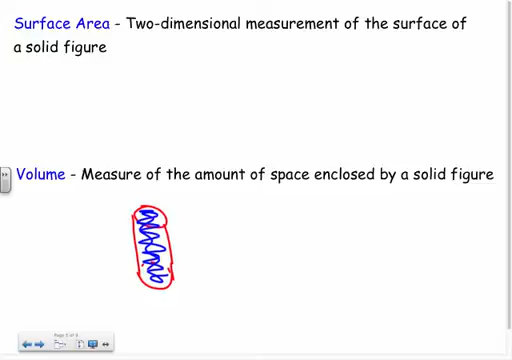 Surface Area - Two-dimensional measurement of the surface of
a solid figure
Volume - Measure of the amount of space enclosed by a solid figure